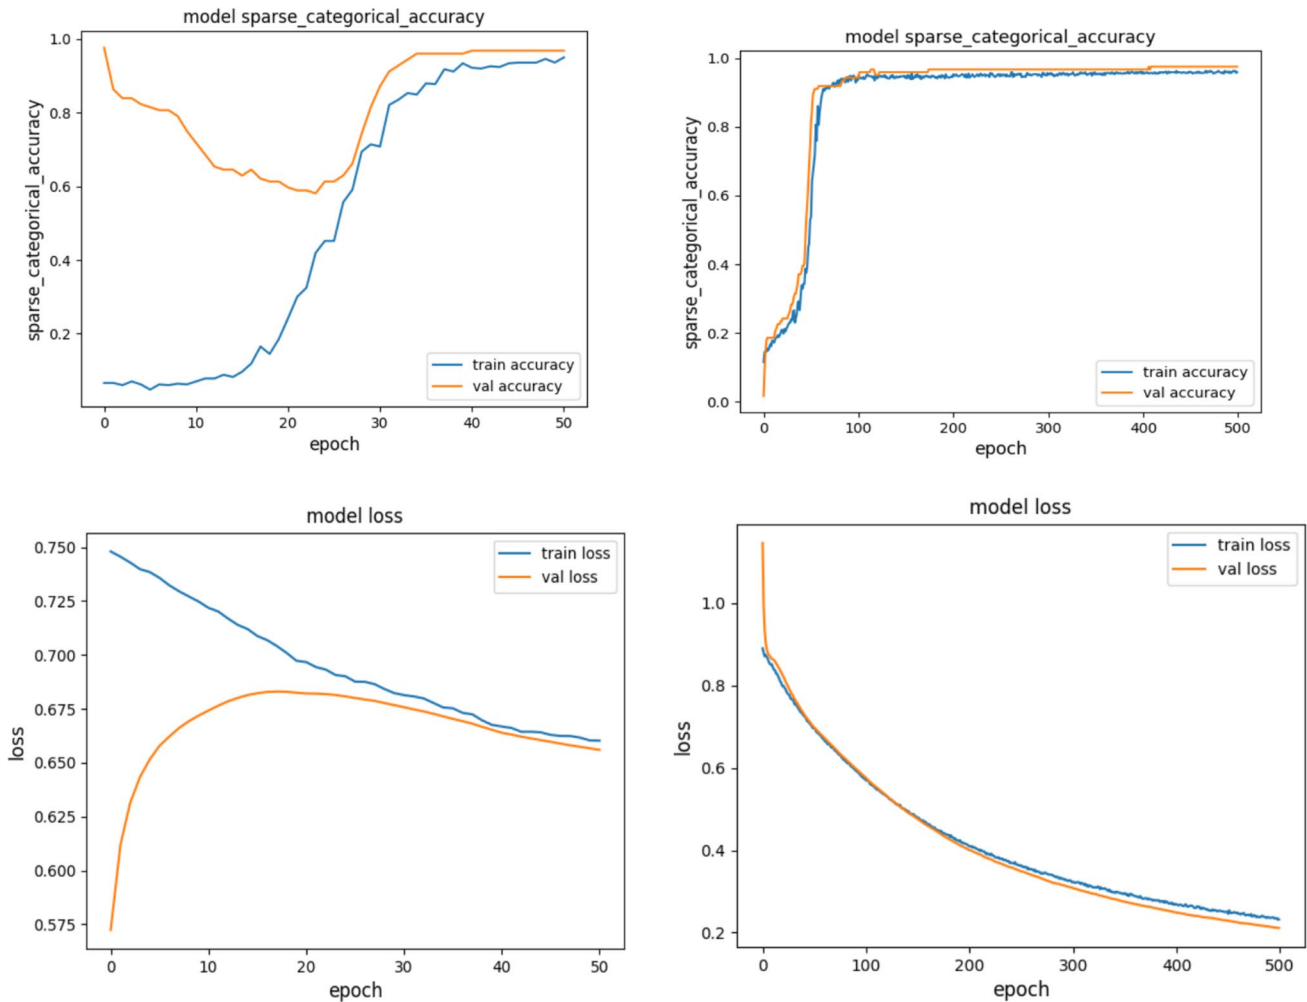 model sparse_categorical_accuracy
1.0
0.8
0.6
0.4
0.2
sparse_categorical_accuracy
train accuracy
val accuracy
0 10 20 30 40 50
epoch
model sparse_categorical_accuracy
1.0
0.8
0.6
0.4
0.2
0.0
sparse_categorical_accuracy
train accuracy
val accuracy
0 100 200 300 400 500
epoch
model loss
0.750
0.725
0.700
0.675
0.650
0.625
0.600
0.575
loss
train loss
val loss
0 10 20 30 40 50
epoch
model loss
1.0
0.8
0.6
0.4
0.2
loss
train loss
val loss
0 100 200 300 400 500
epoch